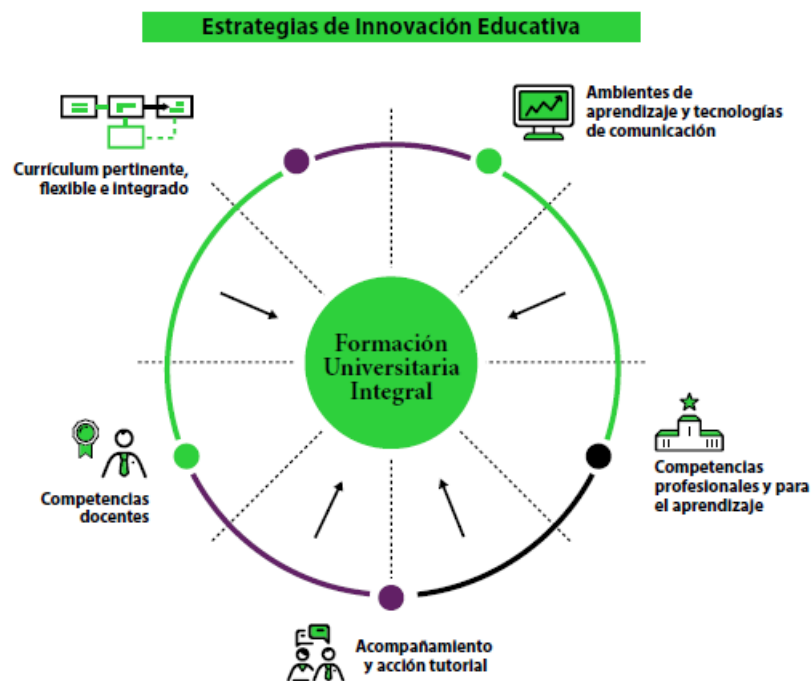 Estrategias de Innovación Educativa
Ambientes de
aprendizaje y tecnologías
de comunicación
Currículum pertinente,
flexible e integrado
Formación
Universitaria
Integral
Competencias
docentes
Competencias
profesionales y para
el aprendizaje
Acompañamiento
y acción tutorial